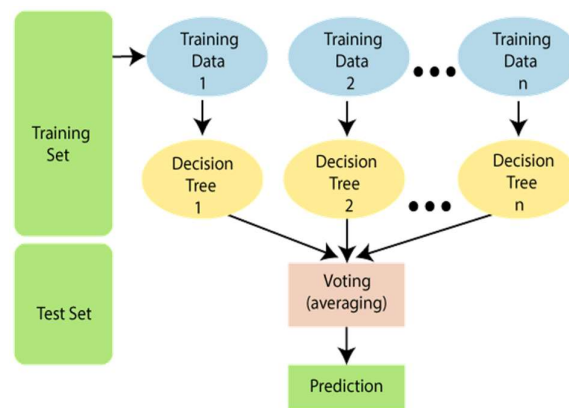 Training
Set
Test Set
Training
Data
1
Training
Data
2
Training
Data
n
Decision
Tree
1
Decision
Tree
2
Decision
Tree
n
Voting
(averaging)
Prediction